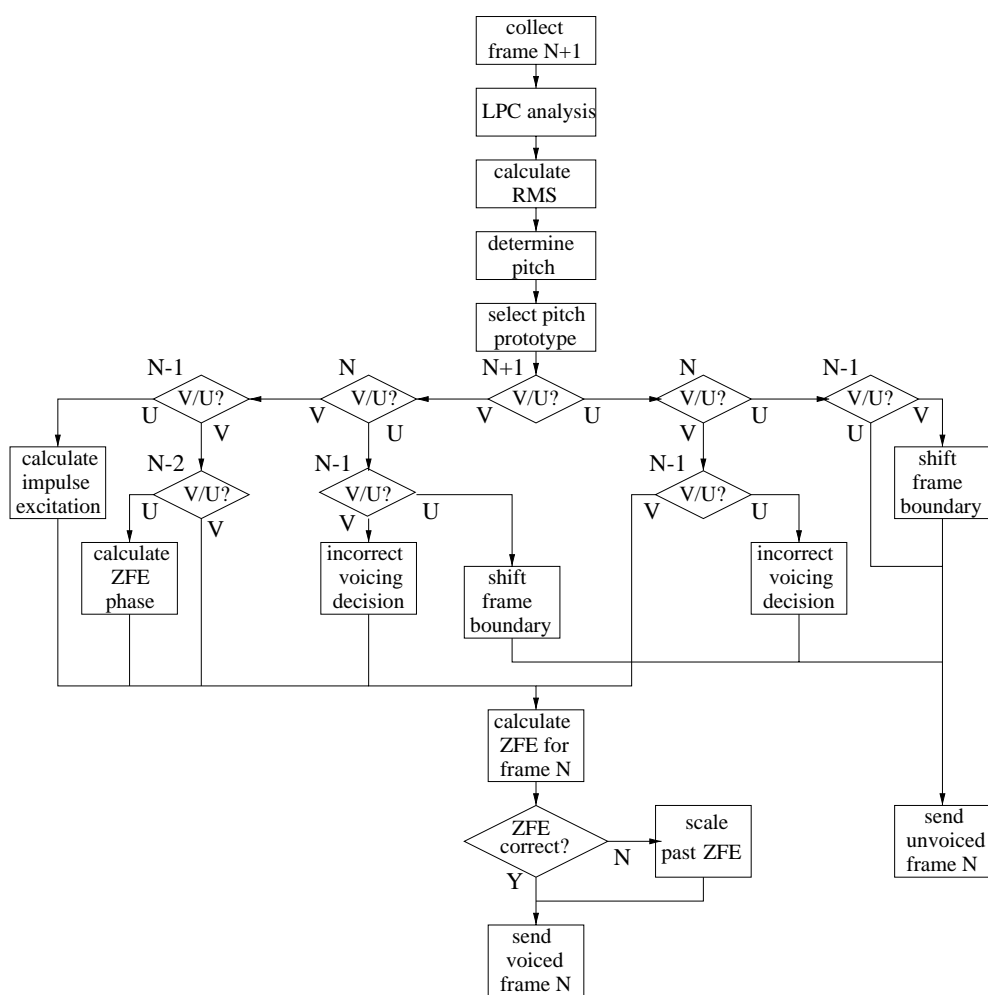 collect
frame N+1
LPC analysis
calculate
RMS
determine
pitch
select pitch
prototype
N-1
N
N+1
N
N-1
V/U?
V/U?
V/U?
V/U?
V/U?
U
V
V
U
V
U
V
U
U
V
calculate
impulse
excitation
N-2
V/U?
U
V
N-1
V/U?
V
U
N-1
V/U?
V
U
shift
frame
boundary
calculate
ZFE
phase
incorrect
voicing
decision
shift
frame
boundary
incorrect
voicing
decision
calculate
ZFE for
frame N
ZFE
correct?
N
Y
scale
past ZFE
send
unvoiced
frame N
send
voiced
frame N